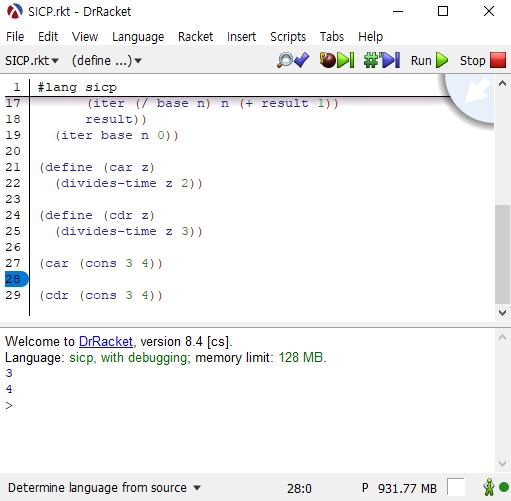 SICP.rkt - DrRacket
File Edit View Language Racket Insert Scripts Tabs Help
SICP.rkt (define ...) Run Stop
1 #lang sicp
17 (iter (/ base n) n (+ result 1))
18 result))
19 (iter base n 0))
20
21 (define (car z)
22 (divides-time z 2))
23
24 (define (cdr z)
25 (divides-time z 3))
26
27 (car (cons 3 4))
28
29 (cdr (cons 3 4))
Welcome to DrRacket, version 8.4 [cs].
Language: sicp, with debugging; memory limit: 128 MB.
3
4
>
Determine language from source 28:0 P 931.77 MB